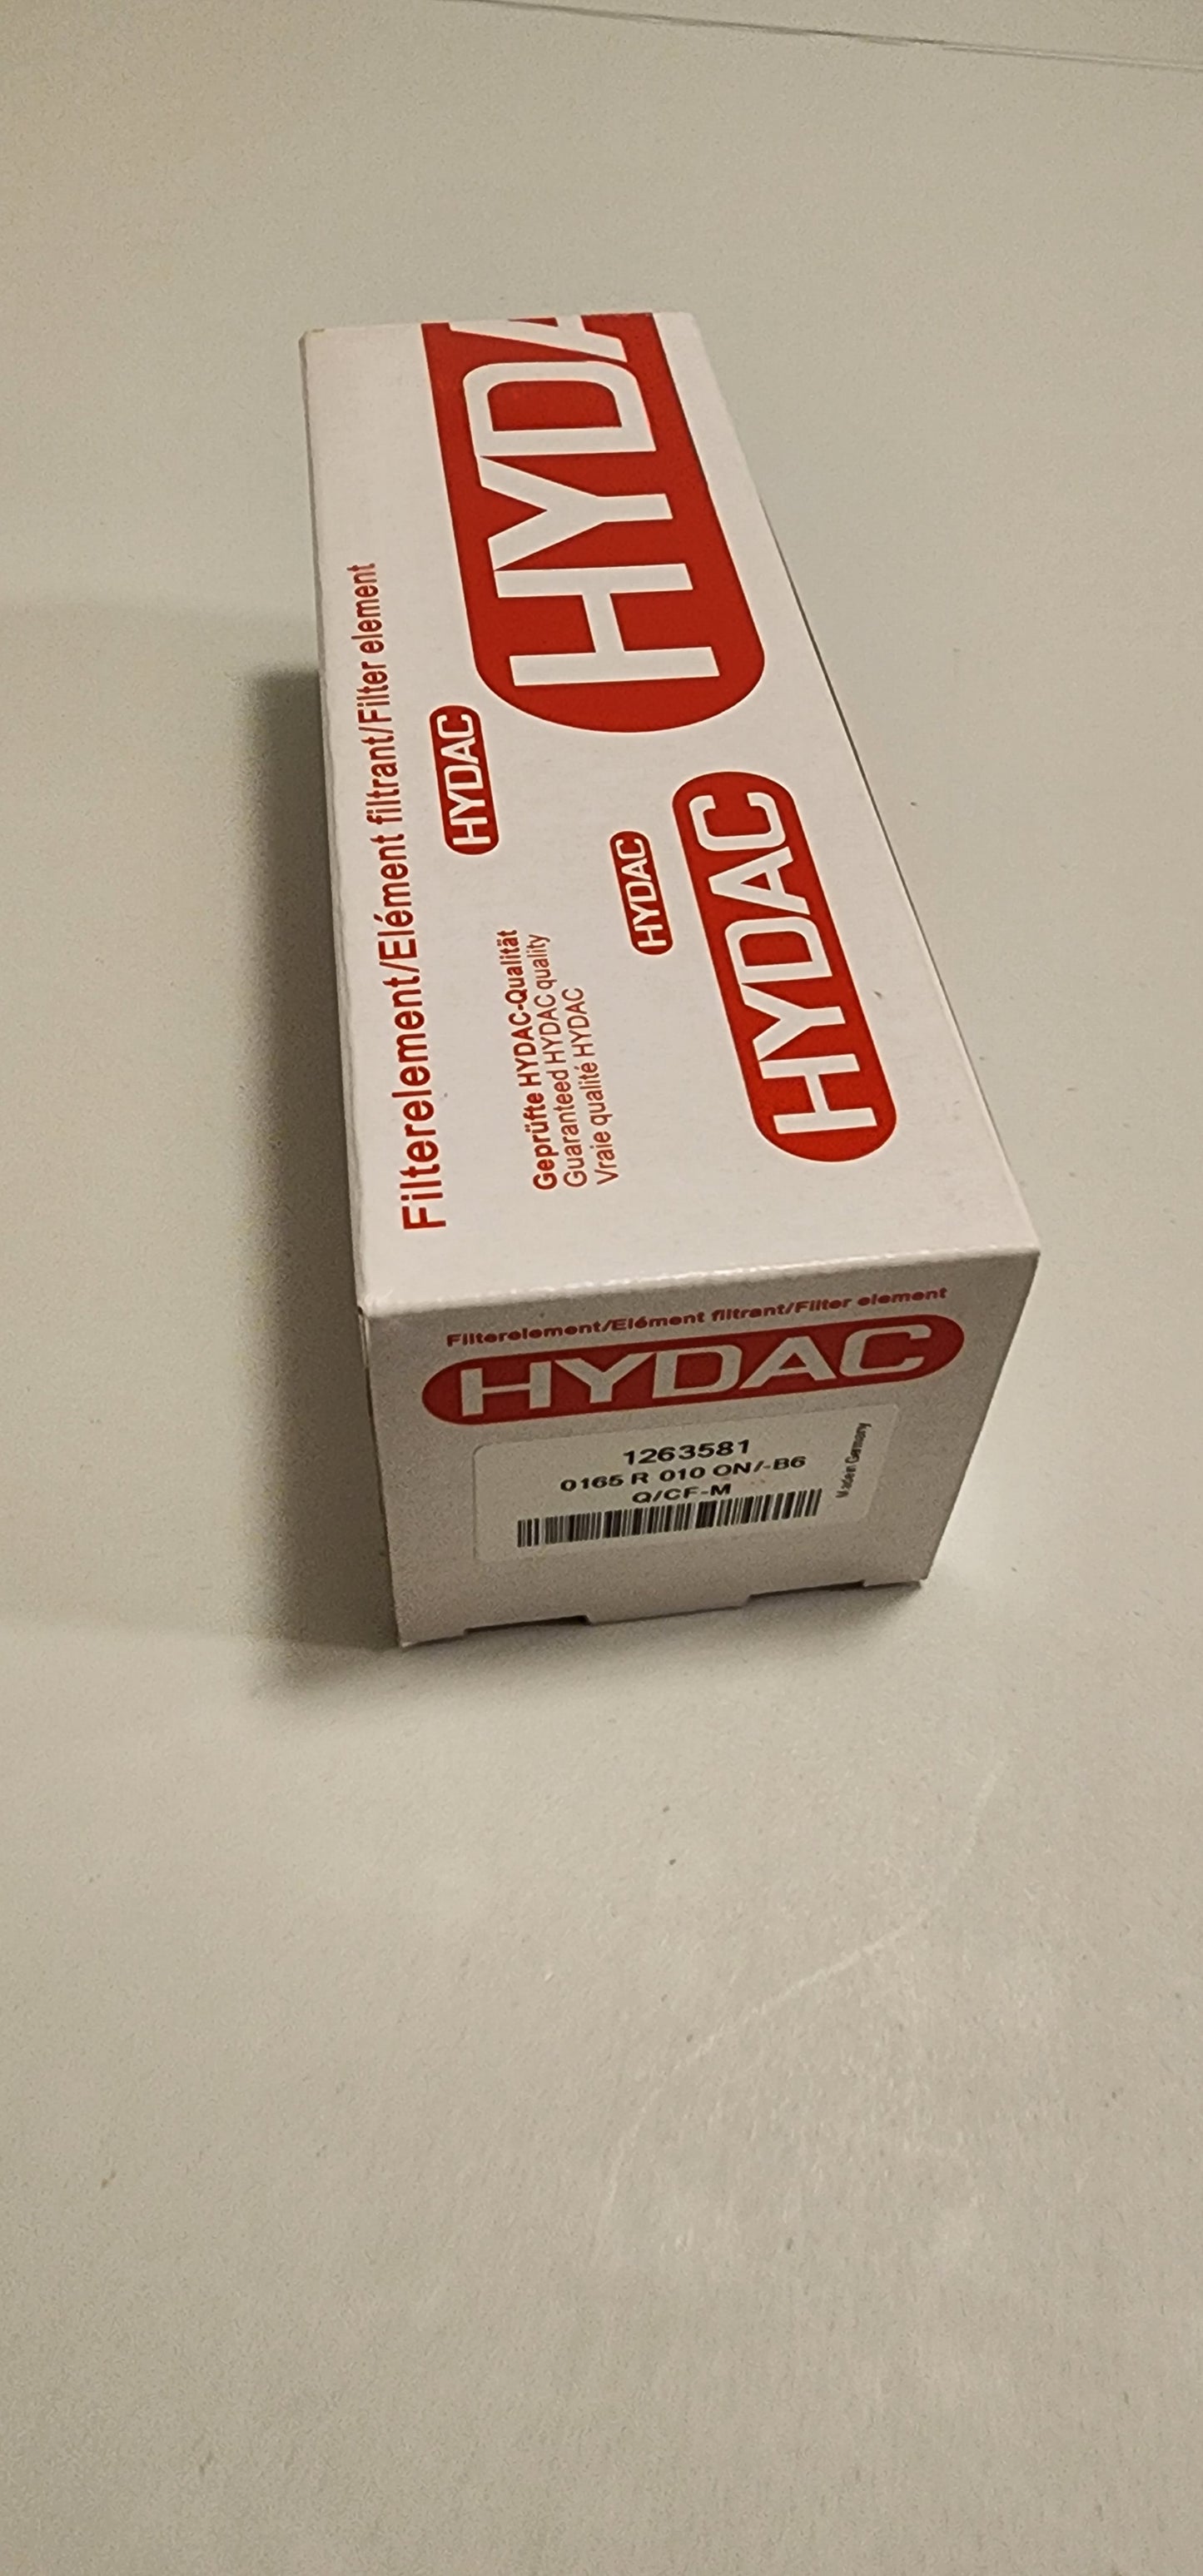 HYDA
Filterelement/Elément filtrant/Filter element
HYDAC
Geprüfte HYDAC-Qualität
Guaranteed HYDAC quality
Vraie qualité HYDAC
HYDAC
HYDAC
Filterelement/Elément filtrant/Filter element
HYDAC
1263581
0165 R 010 ON/-B6
Q/CF-M
Made in Germany